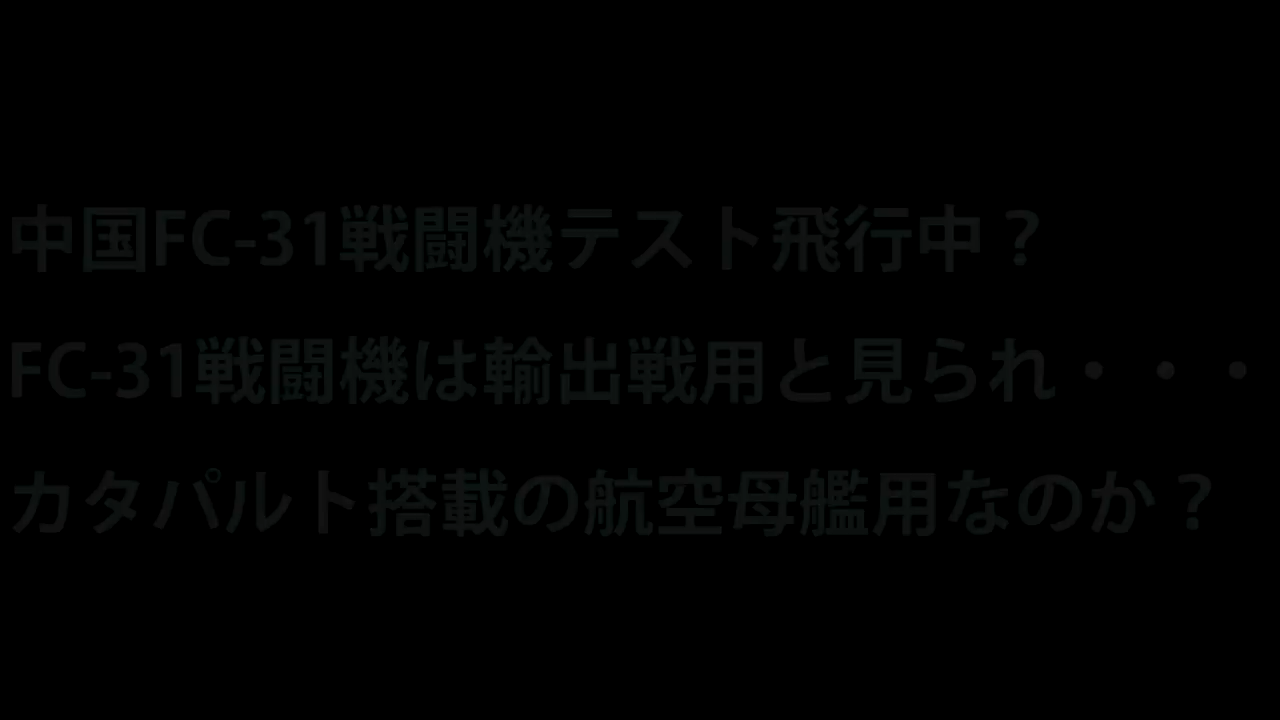 中国FC-31戦闘機テスト飛行中？
FC-31戦闘機は輸出戦用と見られ・・・
カタパルト搭載の航空母艦用なのか？